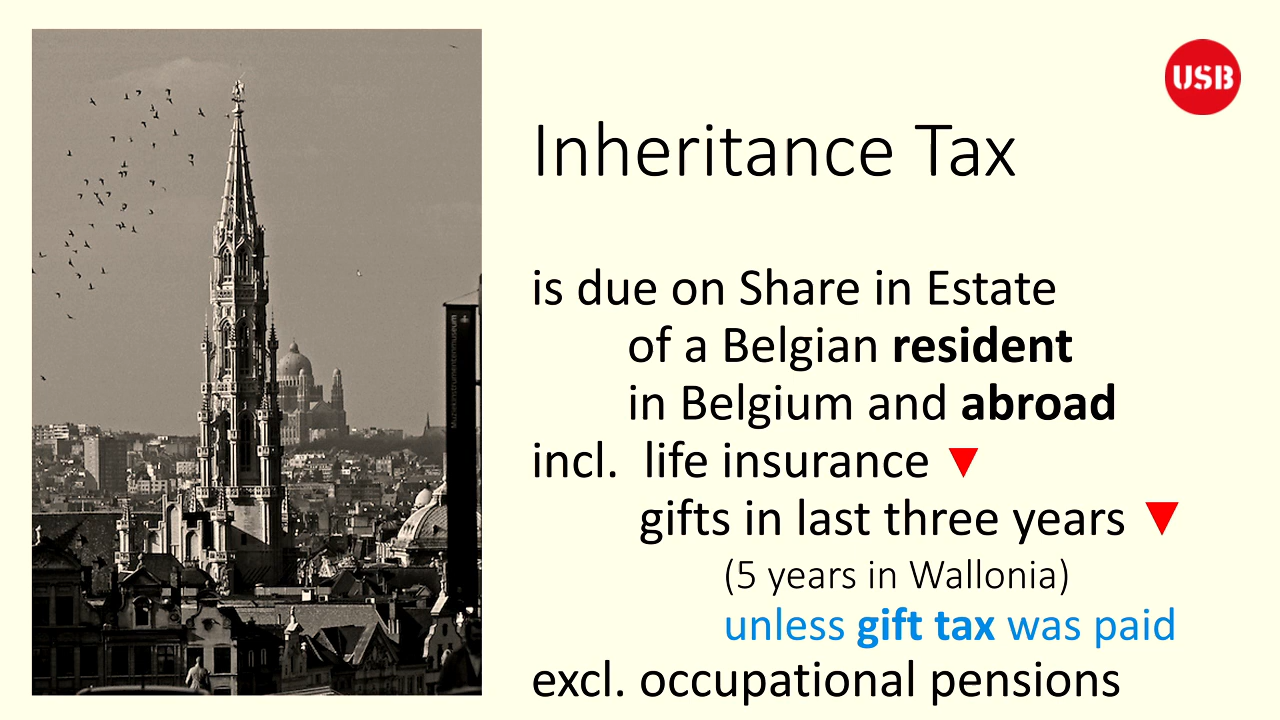 USB
Inheritance Tax
is due on Share in Estate
of a Belgian resident
in Belgium and abroad
incl. life insurance ▼
gifts in last three years ▼
(5 years in Wallonia)
unless gift tax was paid
excl. occupational pensions
Muziekinstrumentenmuseum